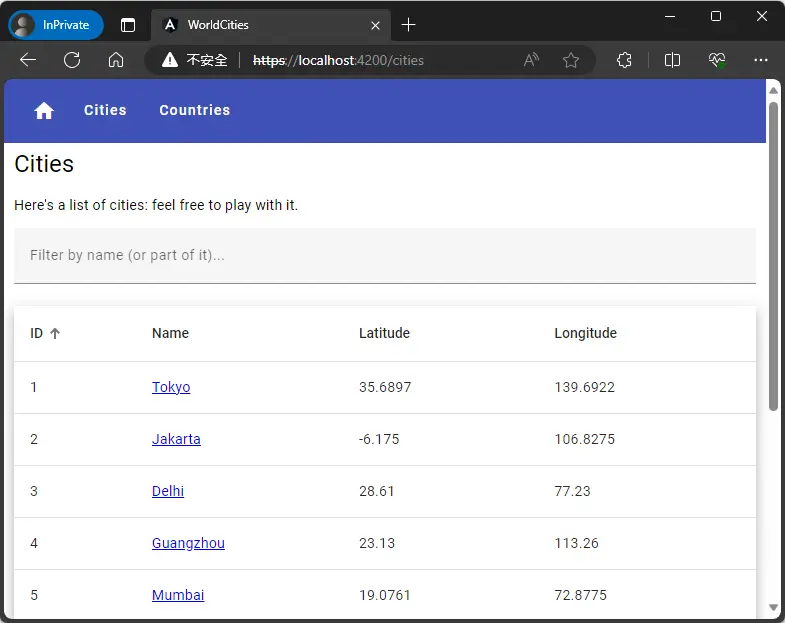 InPrivate
WorldCities
不安全 https://localhost:4200/cities
Cities Countries
Cities
Here's a list of cities: feel free to play with it.
Filter by name (or part of it)...
ID Name Latitude Longitude
1 Tokyo 35.6897 139.6922
2 Jakarta -6.175 106.8275
3 Delhi 28.61 77.23
4 Guangzhou 23.13 113.26
5 Mumbai 19.0761 72.8775